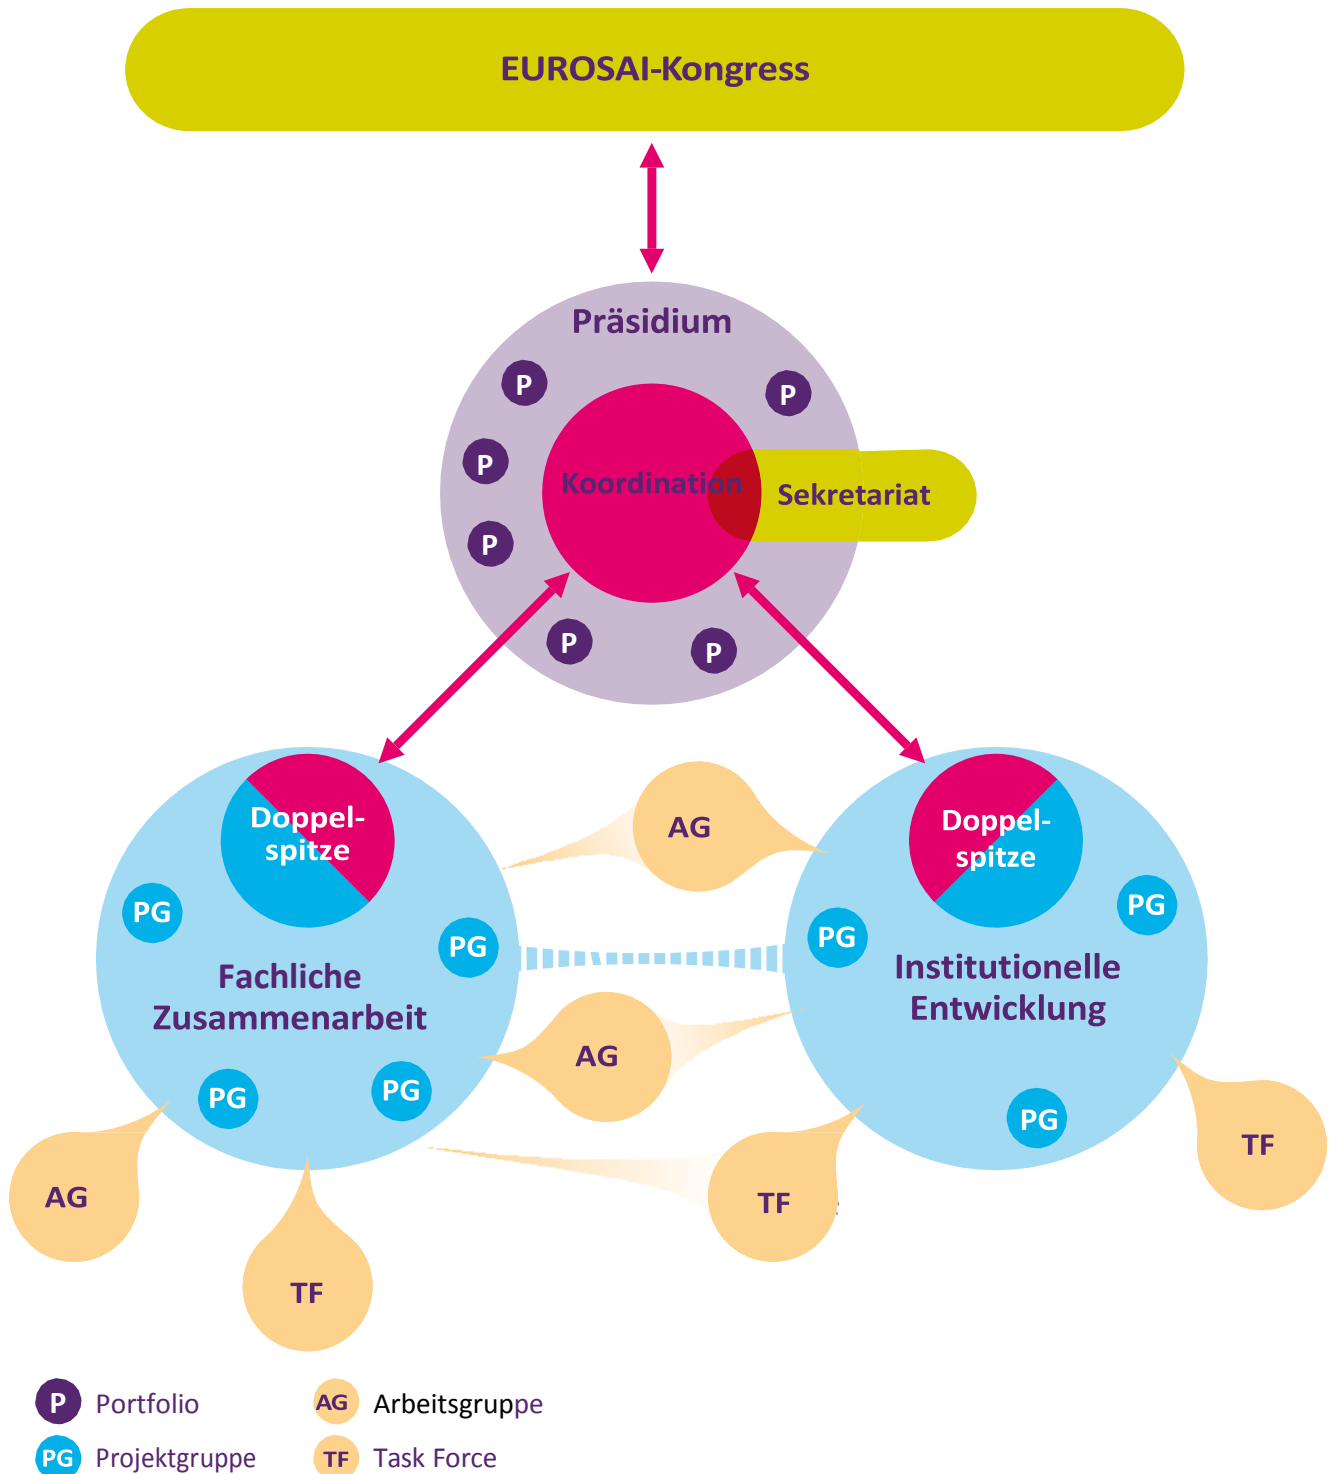 EUROSAI-Kongress
Präsidium
P
P
P
Koordination
Sekretariat
P
P
P
Doppel-
spitze
AG
Doppel-
spitze
PG
PG
PG
PG
Fachliche
Zusammenarbeit
Institutionelle
Entwicklung
AG
PG
PG
PG
AG
TF
TF
TF
P Portfolio
AG Arbeitsgruppe
PG Projektgruppe
TF Task Force